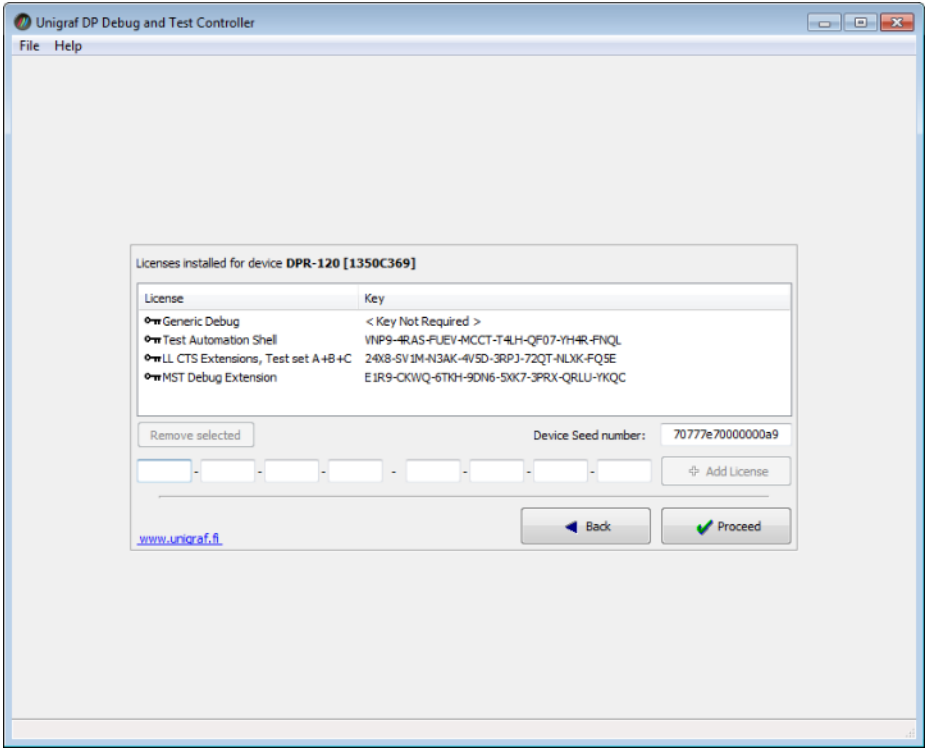 Unigraf DP Debug and Test Controller
File Help
Licenses installed for device DPR-120 [1350C369]
License Key
Generic Debug < Key Not Required >
Test Automation Shell VNP9-4RAS-FUEV-MCCT-T4LH-QF07-YH4R-FNQL
LL CTS Extensions, Test set A+B+C 24X8-SV1M-N3AK-4V5D-3RPJ-72QT-NLXK-FQ5E
MST Debug Extension E1R9-CKWQ-6TKH-9DN6-5XK7-3PRX-QRLU-YKQC
Remove selected Device Seed number: 70777e70000000a9
- - - - - - - Add License
Back Proceed
www.unigraf.fi